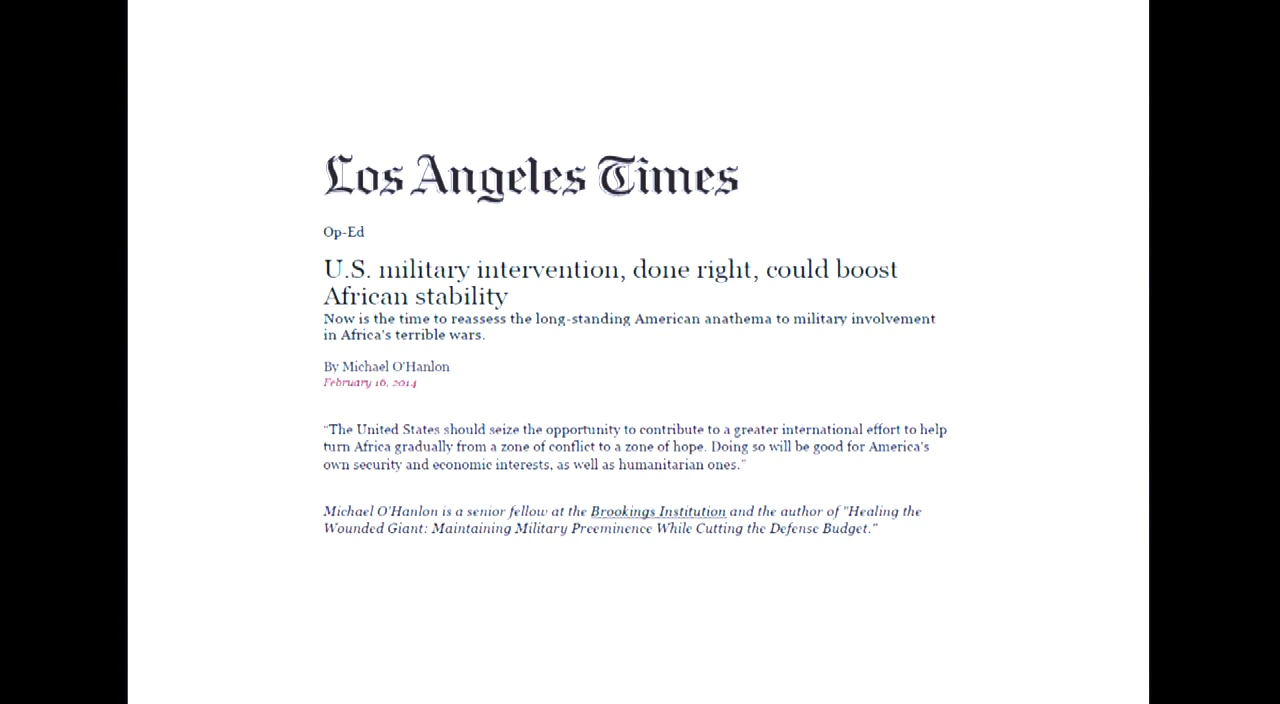 Los Angeles Times
Op-Ed
U.S. military intervention, done right, could boost
African stability
Now is the time to reassess the long-standing American anathema to military involvement
in Africa's terrible wars.
By Michael O'Hanlon
February 16, 2014
"The United States should seize the opportunity to contribute to a greater international effort to help
turn Africa gradually from a zone of conflict to a zone of hope. Doing so will be good for America's
own security and economic interests, as well as humanitarian ones."
Michael O'Hanlon is a senior fellow at the Brookings Institution and the author of "Healing the
Wounded Giant: Maintaining Military Preeminence While Cutting the Defense Budget."